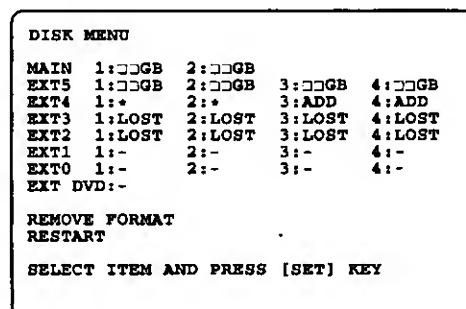 DISK MENU
MAIN 1:□□GB 2:□□GB
EXT5 1:□□GB 2:□□GB 3:□□GB 4:□□GB
EXT4 1:* 2:* 3:ADD 4:ADD
EXT3 1:LOST 2:LOST 3:LOST 4:LOST
EXT2 1:LOST 2:LOST 3:LOST 4:LOST
EXT1 1:- 2:- 3:- 4:-
EXT0 1:- 2:- 3:- 4:-
EXT DVD:-
REMOVE FORMAT
RESTART
SELECT ITEM AND PRESS [SET] KEY